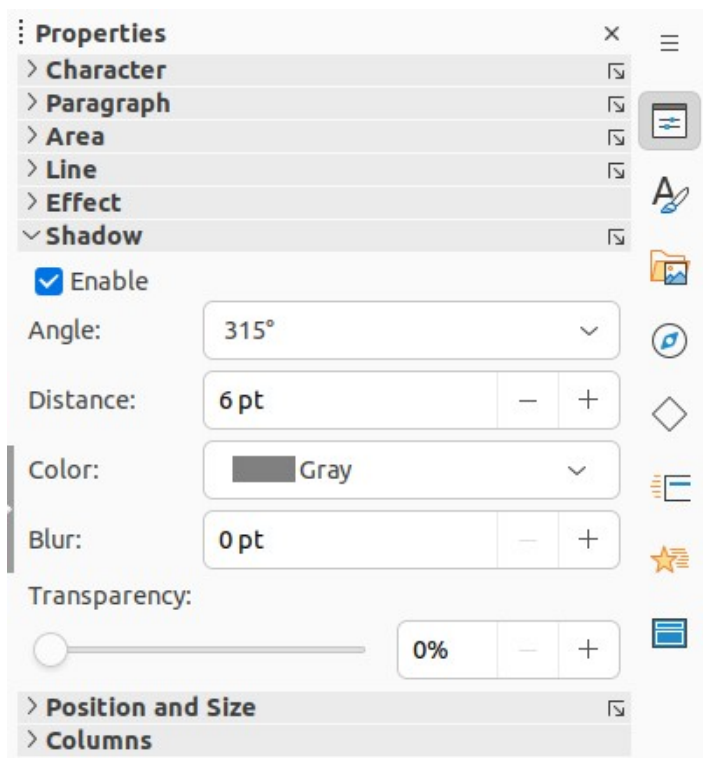 Properties
Character
Paragraph
Area
Line
Effect
Shadow
Enable
Angle: 315°
Distance: 6 pt
Color: Gray
Blur: 0 pt
Transparency:
0%
Position and Size
Columns